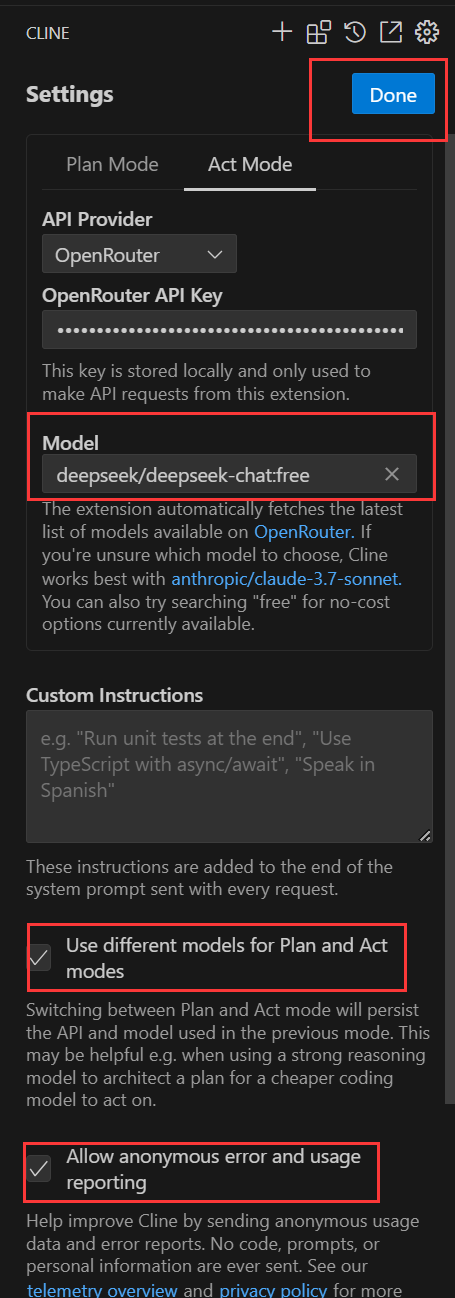 CLINE
Settings
Done
Plan Mode
Act Mode
API Provider
OpenRouter
OpenRouter API Key
••••••••••••••••••••••••••••••••••••••••••••
This key is stored locally and only used to
make API requests from this extension.
Model
deepseek/deepseek-chat:free
The extension automatically fetches the latest
list of models available on OpenRouter. If
you're unsure which model to choose, Cline
works best with anthropic/claude-3.7-sonnet.
You can also try searching "free" for no-cost
options currently available.
Custom Instructions
e.g. "Run unit tests at the end", "Use
TypeScript with async/await", "Speak in
Spanish"
These instructions are added to the end of the
system prompt sent with every request.
Use different models for Plan and Act
modes
Switching between Plan and Act mode will persist
the API and model used in the previous mode. This
may be helpful e.g. when using a strong reasoning
model to architect a plan for a cheaper coding
model to act on.
Allow anonymous error and usage
reporting
Help improve Cline by sending anonymous usage
data and error reports. No code, prompts, or
personal information are ever sent. See our
telemetry overview and privacy policy for more